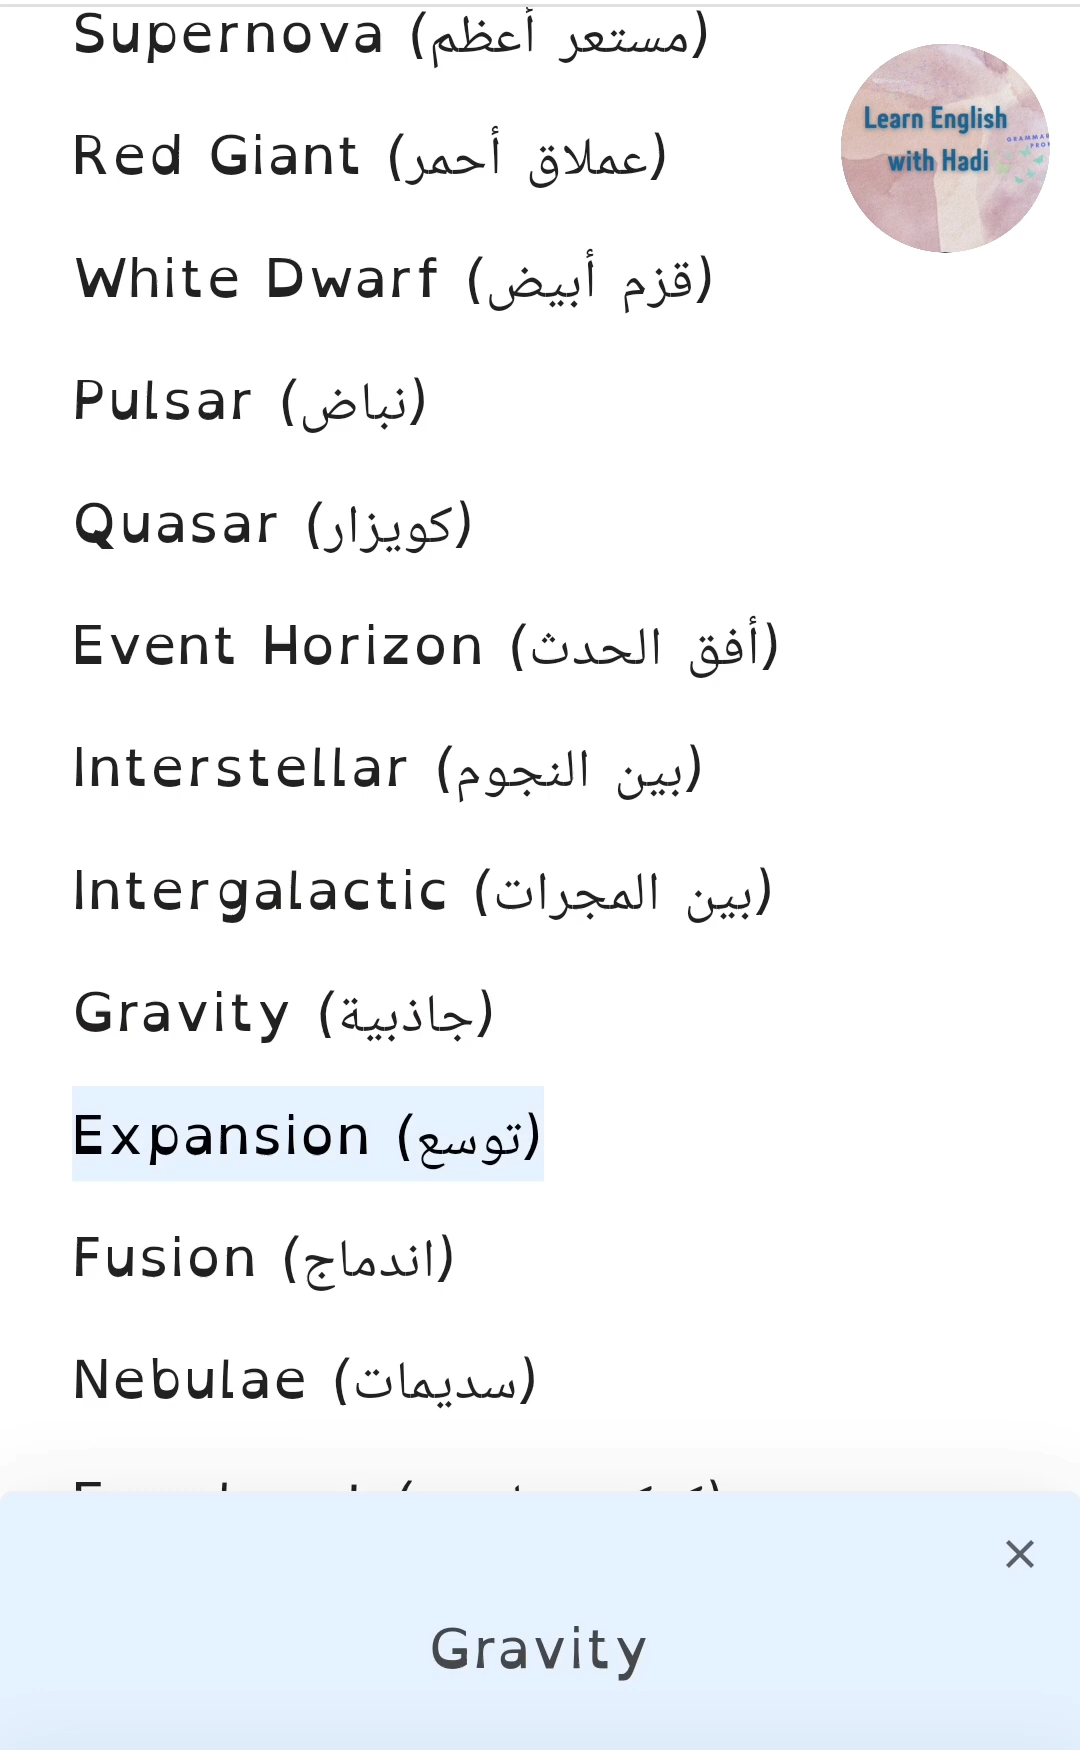 Supernova (مستعر أعظم)
Learn English
with Hadi
Red Giant (عملاق أحمر)
White Dwarf (قزم أبيض)
Pulsar (نباض)
Quasar (كويزار)
Event Horizon (أفق الحدث)
Interstellar (بين النجوم)
Intergalactic (بين المجرات)
Gravity (جاذبية)
Expansion (توسع)
Fusion (اندماج)
Nebulae (سديمات)
Gravity